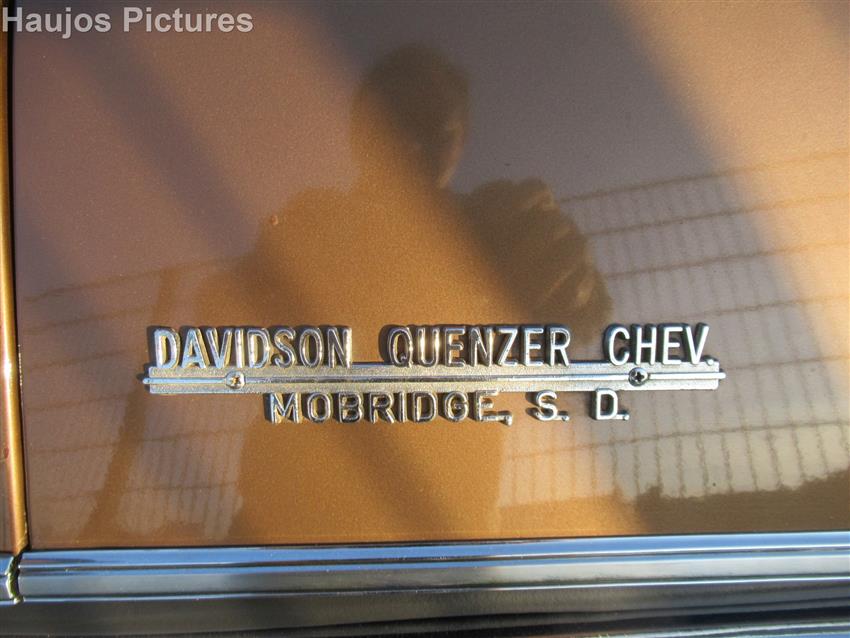 Haujos Pictures
DAVIDSON QUENZER CHEV.
MOBRIDGE, S. D.